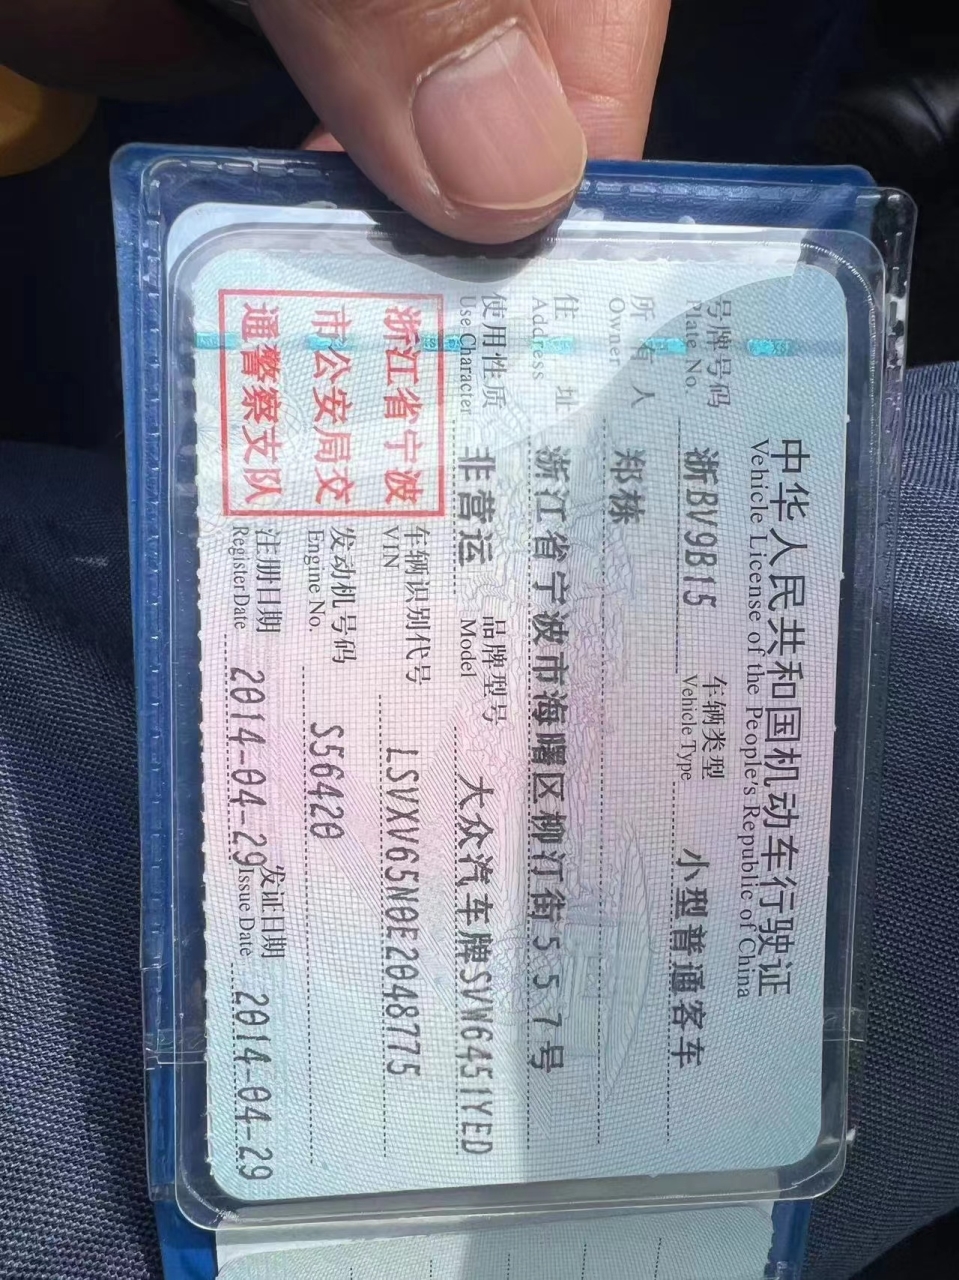 中华人民共和国机动车行驶证
Vehicle License of the People's Republic of China
号牌号码 浙BV9B15 车辆类型 小型普通客车
Plate No. Vehicle Type
所有人 郑栋
Owner
住址 浙江省宁波市海曙区柳汀街557号
Address
使用性质 非营运 品牌型号 大众汽车牌SVW6451YED
Use Character Model
浙江省宁波
市公安局交
通警察支队
车辆识别代号 LSVXV65N0E2048775
VIN
发动机号码 S56420
Engine No.
注册日期 2014-04-29 发证日期 2014-04-29
Register Date Issue Date